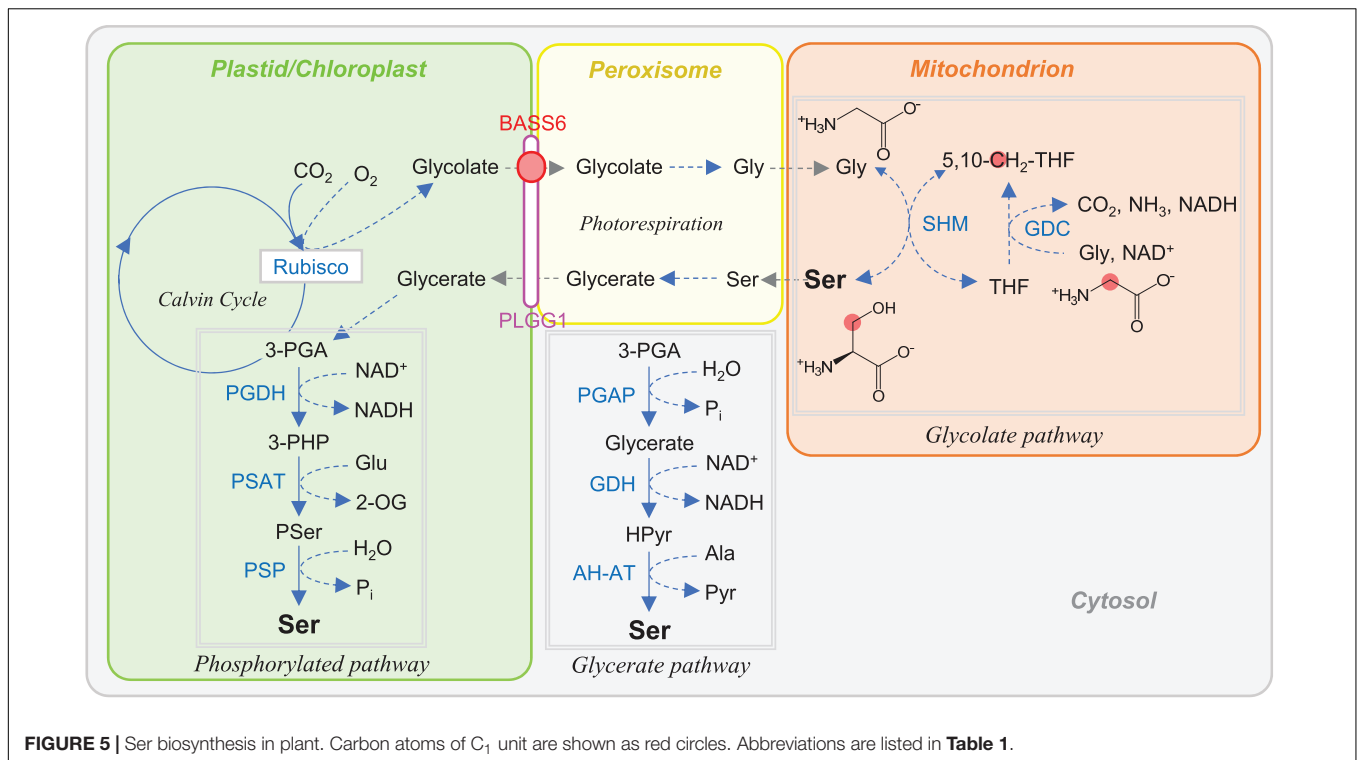 Plastid/Chloroplast
Peroxisome
Mitochondrion
BASS6
CO2
O2
Glycolate
Glycolate
Gly
Gly
+H3N
O-
O
5,10-CH2-THF
CO2, NH3, NADH
SHM
GDC
Gly, NAD+
Photorespiration
Rubisco
Calvin Cycle
Glycerate
Glycerate
Ser
Ser
THF
+H3N
O-
O
OH
+H3N
O-
O
PLGG1
Glycolate pathway
3-PGA
PGDH
NAD+
NADH
3-PHP
PSAT
Glu
2-OG
PSer
PSP
H2O
Pi
Ser
Phosphorylated pathway
3-PGA
PGAP
H2O
Pi
Glycerate
GDH
NAD+
NADH
HPyr
AH-AT
Ala
Pyr
Ser
Glycerate pathway
Cytosol
FIGURE 5 | Ser biosynthesis in plant. Carbon atoms of C1 unit are shown as red circles. Abbreviations are listed in Table 1.